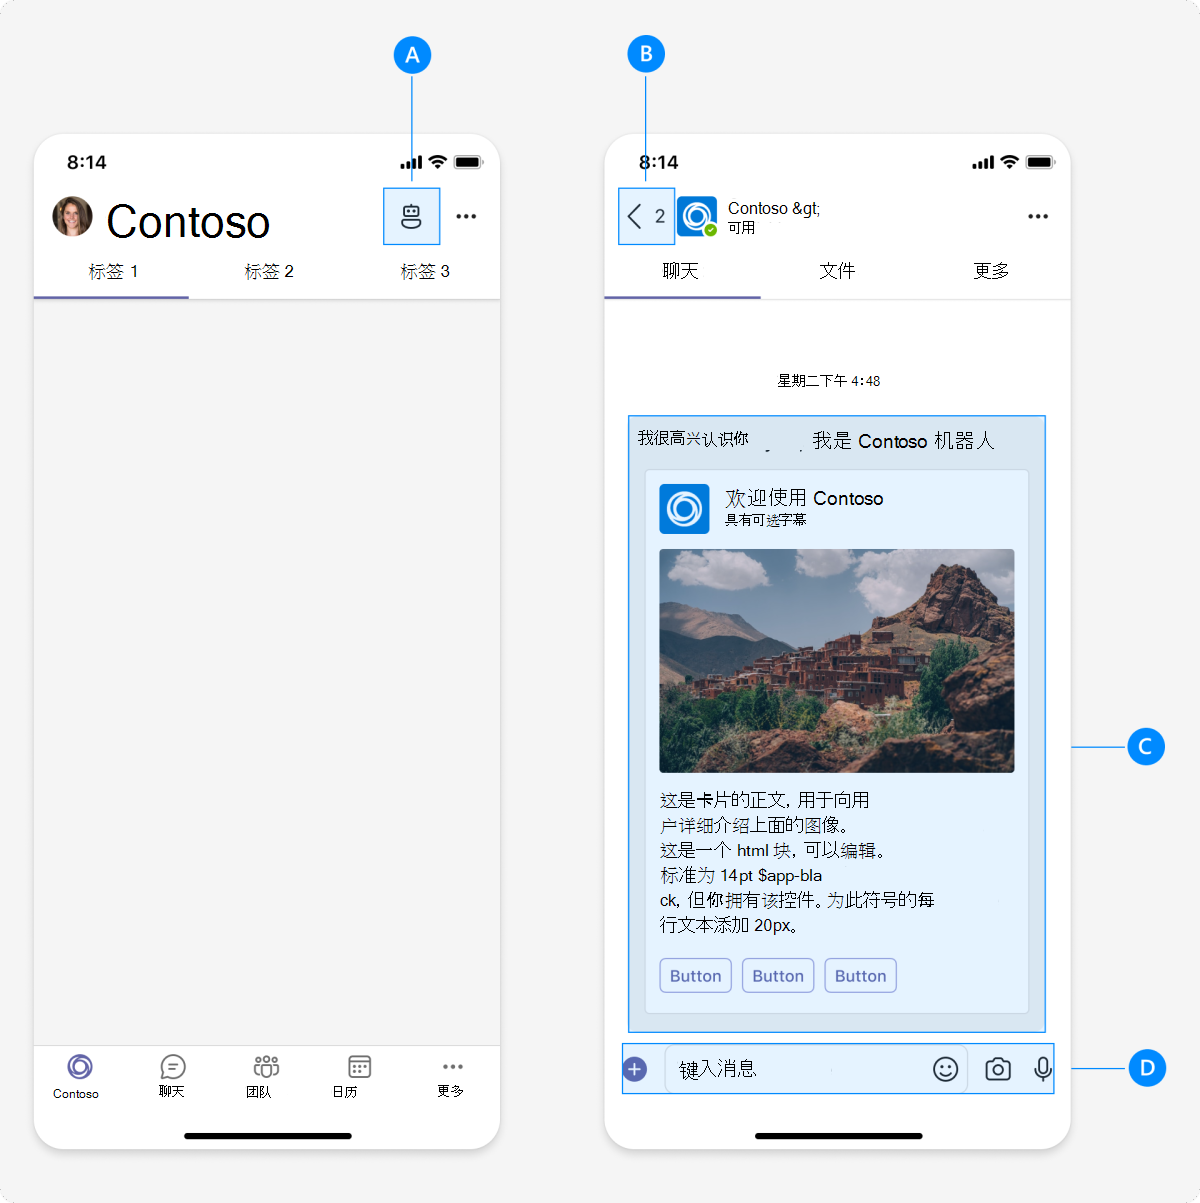 A
B
8:14
Contoso
标签 1
标签 2
标签 3
Contoso
聊天
团队
日历
更多
8:14
2
Contoso &gt;
可用
聊天
文件
更多
星期二下午 4:48
我很高兴认识你
我是 Contoso 机器人
欢迎使用 Contoso
具有可选字幕
这是卡片的正文, 用于向用
户详细介绍上面的图像。
这是一个 html 块, 可以编辑。
标准为 14pt $app-bla
ck, 但你拥有该控件。为此符号的每
行文本添加 20px。
Button
Button
Button
键入消息
C
D